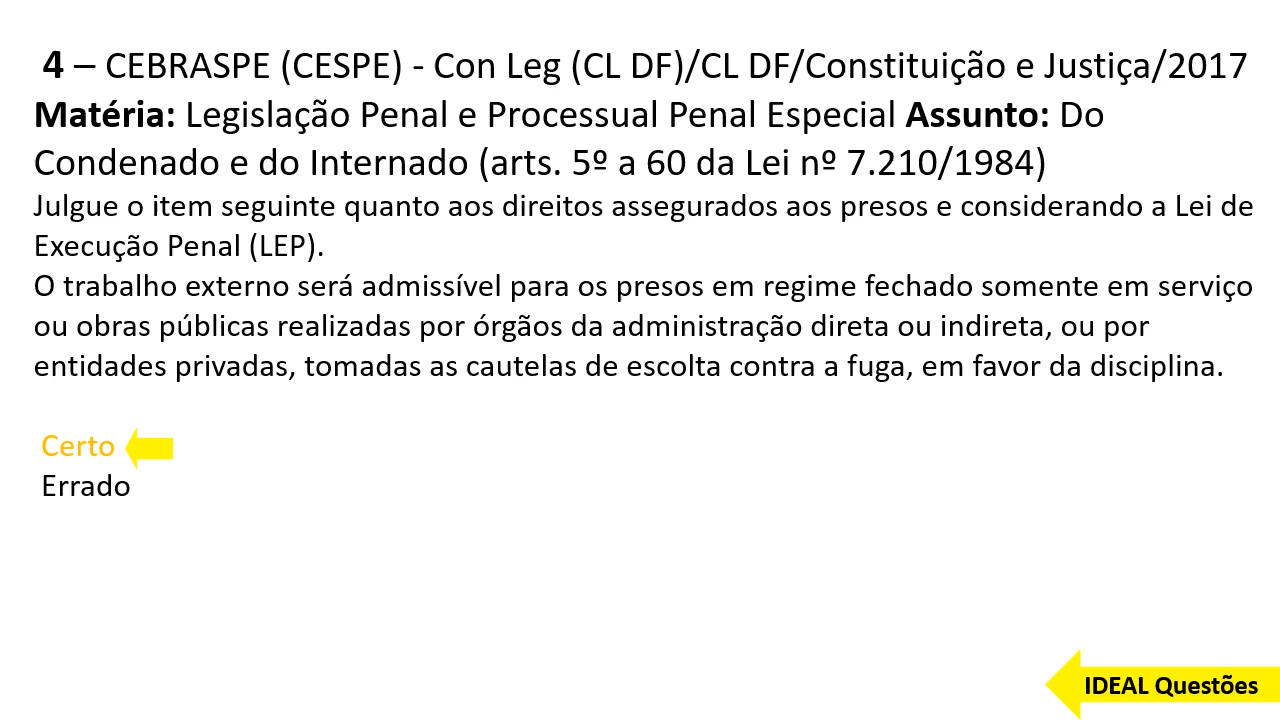 4 – CEBRASPE (CESPE) - Con Leg (CL DF)/CL DF/Constituição e Justiça/2017
Matéria: Legislação Penal e Processual Penal Especial Assunto: Do
Condenado e do Internado (arts. 5º a 60 da Lei nº 7.210/1984)
Julgue o item seguinte quanto aos direitos assegurados aos presos e considerando a Lei de
Execução Penal (LEP).
O trabalho externo será admissível para os presos em regime fechado somente em serviço
ou obras públicas realizadas por órgãos da administração direta ou indireta, ou por
entidades privadas, tomadas as cautelas de escolta contra a fuga, em favor da disciplina.
Certo
Errado
IDEAL Questões